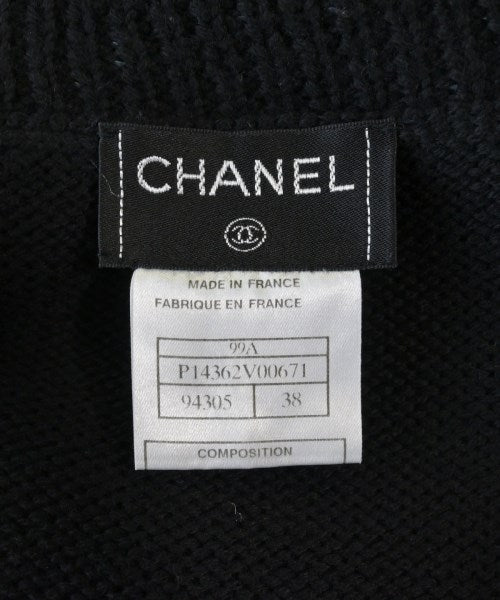 CHANEL
MADE IN FRANCE
FABRIQUE EN FRANCE
99A
P14362V00671
94305 38
COMPOSITION